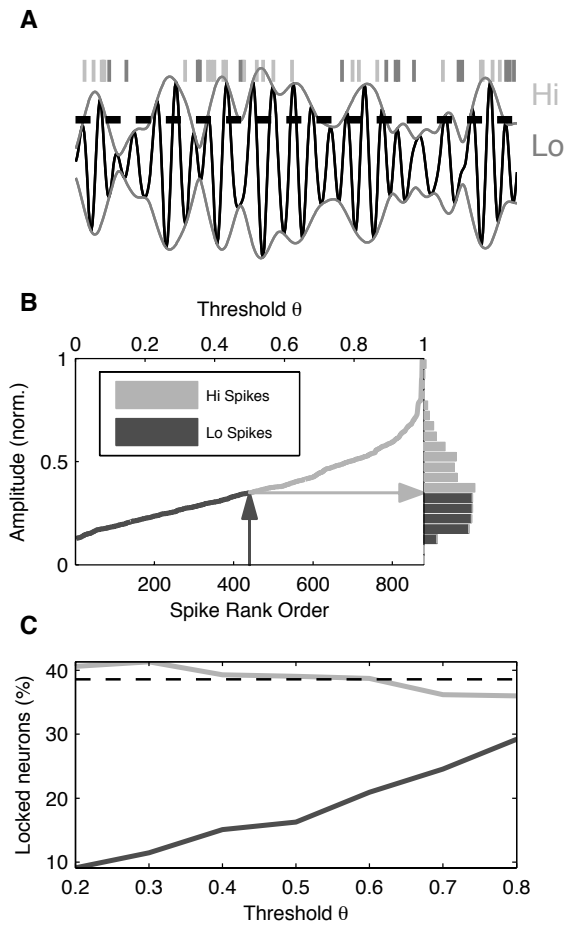 A
Hi
Lo
B
Threshold θ
0 0.2 0.4 0.6 0.8 1
1
0.5
0
Amplitude (norm.)
Hi Spikes
Lo Spikes
200 400 600 800
Spike Rank Order
C
40
30
20
10
Locked neurons (%)
0.2 0.3 0.4 0.5 0.6 0.7 0.8
Threshold θ